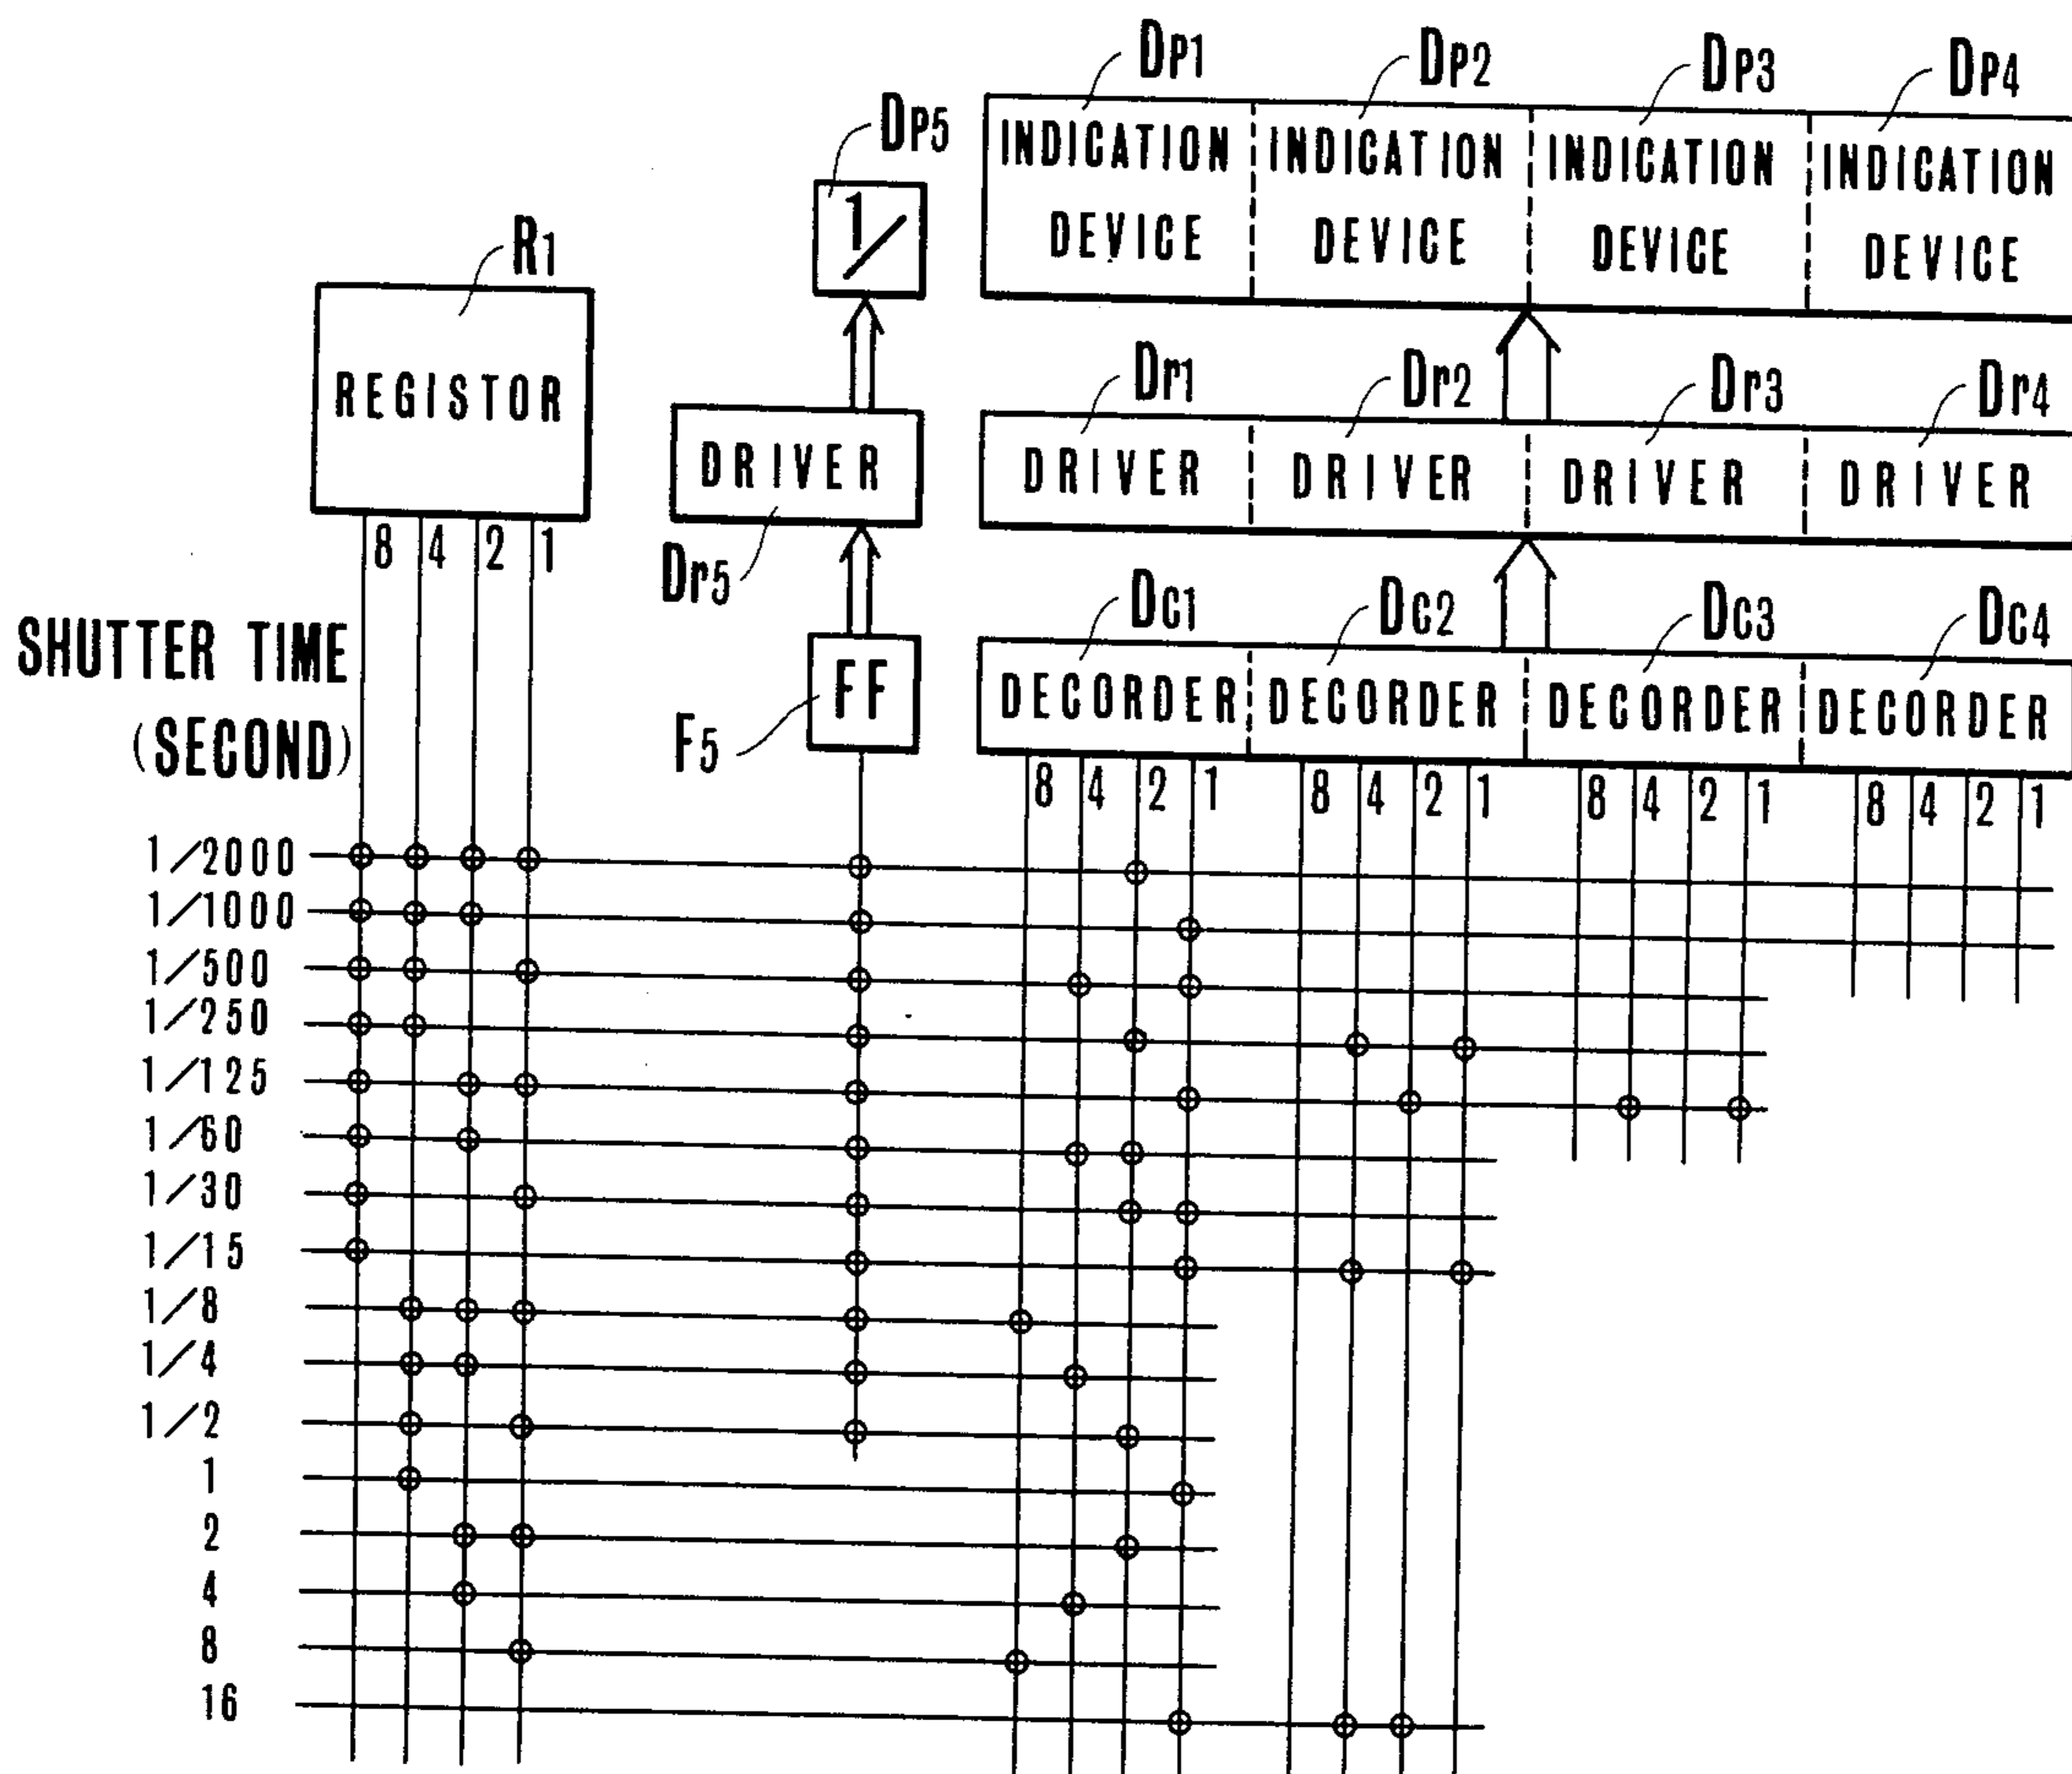 Dp1 Dp2 Dp3 Dp4
Dp5
INDICATION DEVICE
INDICATION DEVICE
INDICATION DEVICE
INDICATION DEVICE
1/
R1
REGISTOR
8 4 2 1
Dr1 Dr2 Dr3 Dr4
DRIVER
DRIVER DRIVER DRIVER DRIVER
Dr5
Dc1 Dc2 Dc3 Dc4
FF
F5
DECORDER DECORDER DECORDER DECORDER
8 4 2 1 8 4 2 1 8 4 2 1 8 4 2 1
SHUTTER TIME
(SECOND)
1/2000
1/1000
1/500
1/250
1/125
1/60
1/30
1/15
1/8
1/4
1/2
1
2
4
8
16